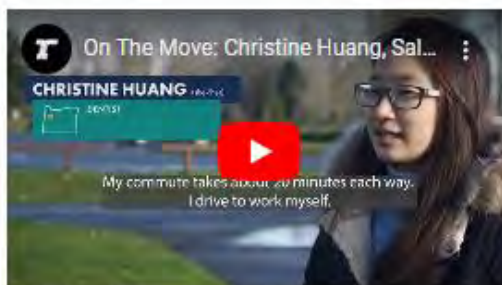 On The Move: Christine Huang, Sal...
CHRISTINE HUANG
DENTIST
My commute takes about 20 minutes each way.
I drive to work myself.